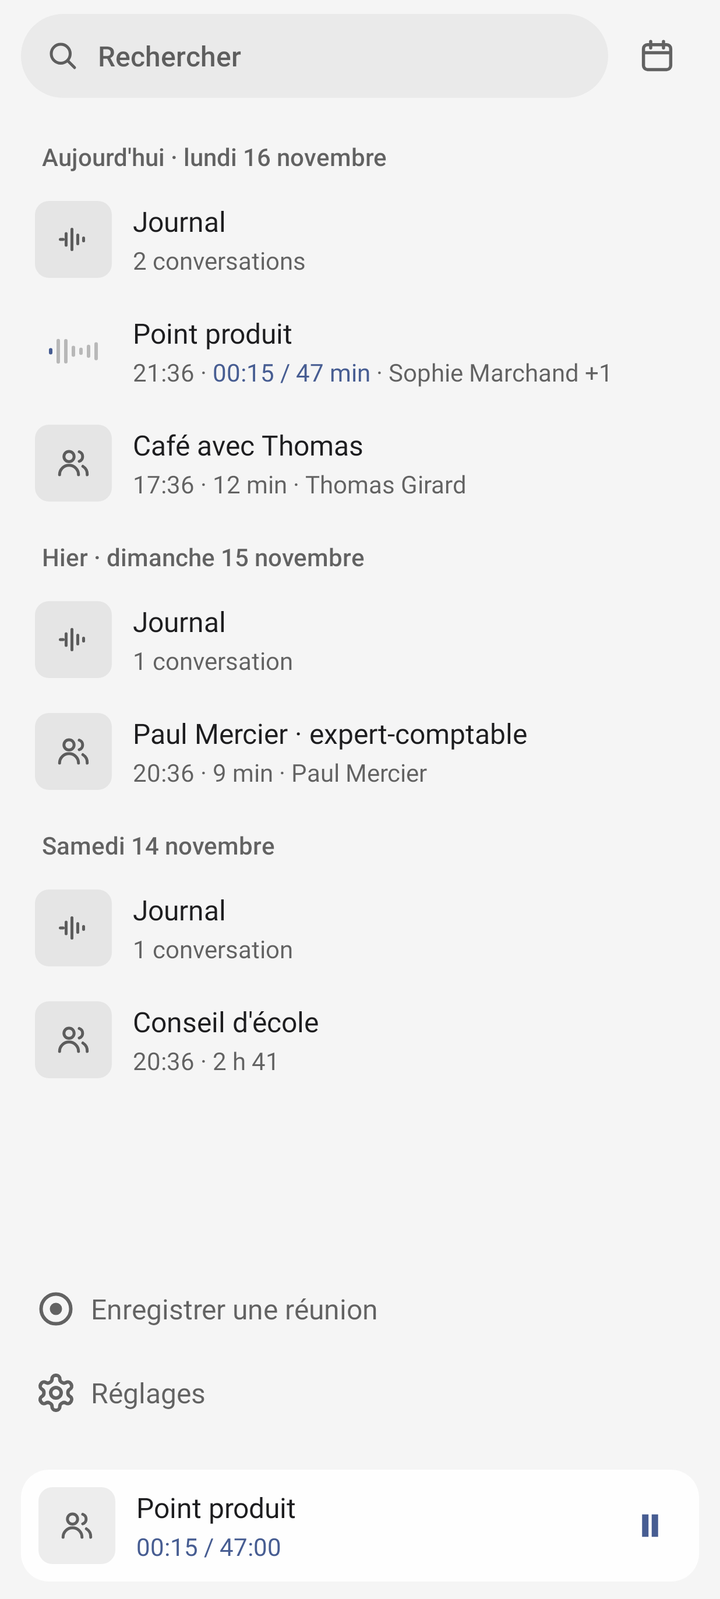 Rechercher
Aujourd'hui · lundi 16 novembre
Journal
2 conversations
Point produit
21:36 · 00:15 / 47 min · Sophie Marchand +1
Café avec Thomas
17:36 · 12 min · Thomas Girard
Hier · dimanche 15 novembre
Journal
1 conversation
Paul Mercier · expert-comptable
20:36 · 9 min · Paul Mercier
Samedi 14 novembre
Journal
1 conversation
Conseil d'école
20:36 · 2 h 41
Enregistrer une réunion
Réglages
Point produit
00:15 / 47:00